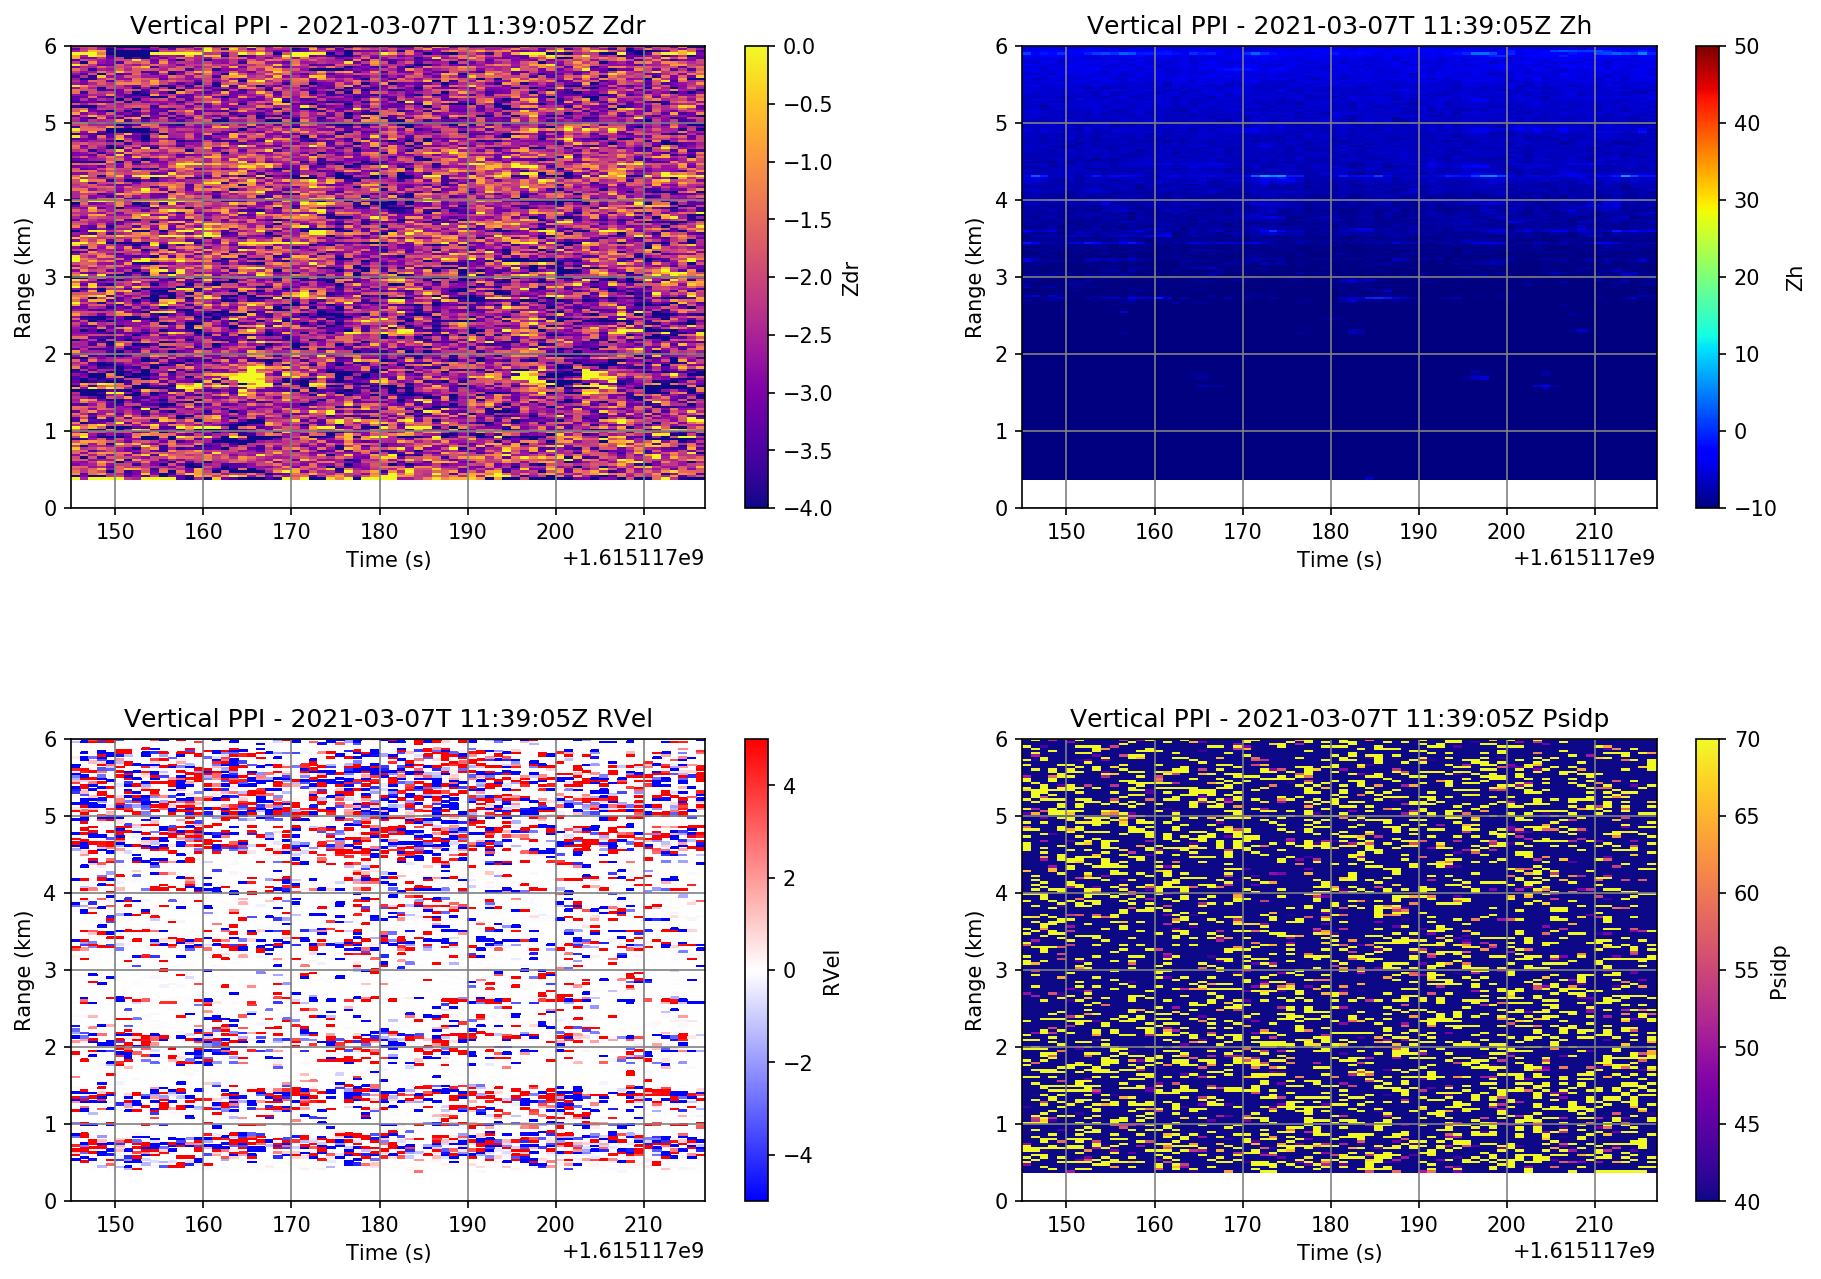 Vertical PPI - 2021-03-07T 11:39:05Z Zdr
6
5
4
3
2
1
0
Range (km)
150 160 170 180 190 200 210
Time (s)
+1.615117e9
0.0
−0.5
−1.0
−1.5
−2.0
−2.5
−3.0
−3.5
−4.0
Zdr
Vertical PPI - 2021-03-07T 11:39:05Z Zh
6
5
4
3
2
1
0
Range (km)
150 160 170 180 190 200 210
Time (s)
+1.615117e9
50
40
30
20
10
0
−10
Zh
Vertical PPI - 2021-03-07T 11:39:05Z RVel
6
5
4
3
2
1
0
Range (km)
150 160 170 180 190 200 210
Time (s)
+1.615117e9
4
2
0
−2
−4
RVel
Vertical PPI - 2021-03-07T 11:39:05Z Psidp
6
5
4
3
2
1
0
Range (km)
150 160 170 180 190 200 210
Time (s)
+1.615117e9
70
65
60
55
50
45
40
Psidp